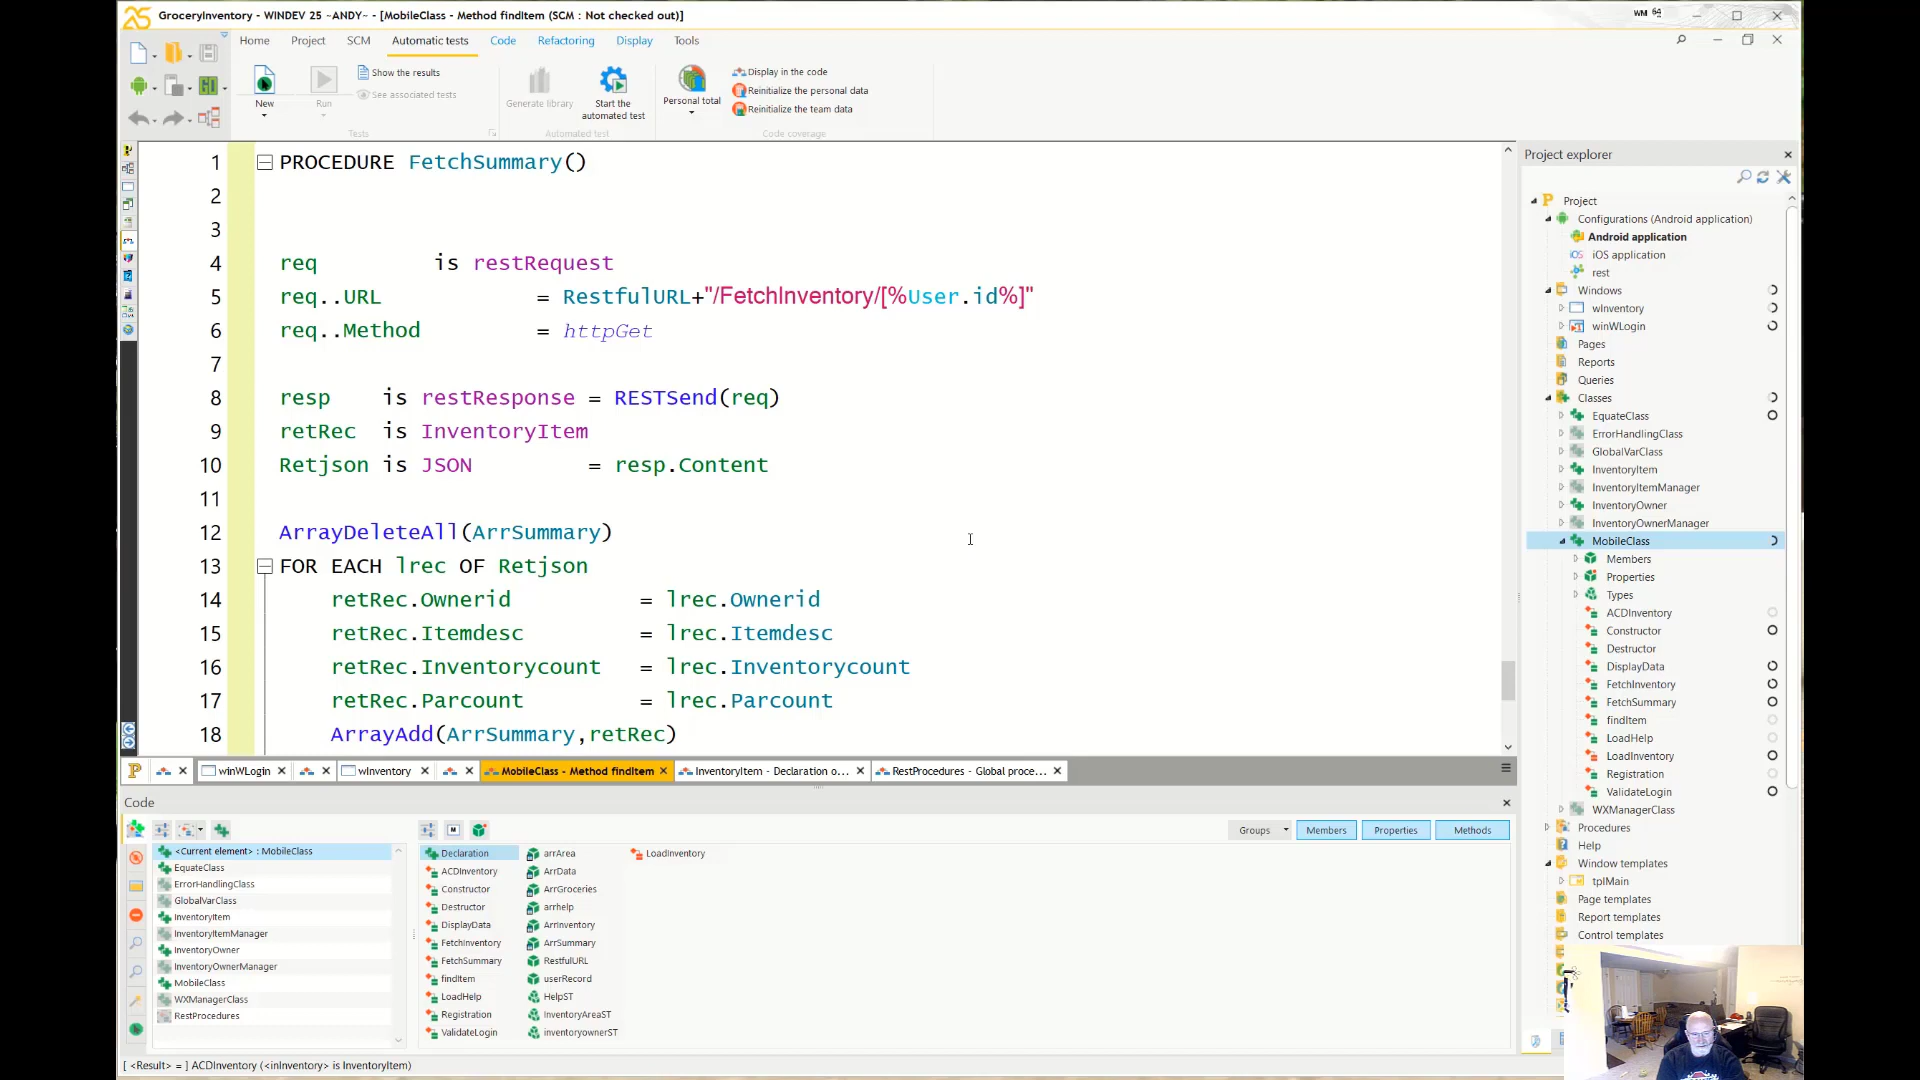 GroceryInventory - WINDEV 25 ~ANDY~ - [MobileClass - Method findItem (SCM : Not checked out)]
WM 64
Home Project SCM Automatic tests Code Refactoring Display Tools
New
Run
Show the results
See associated tests
Tests
Generate library
Start the
automated test
Automated test
Personal total
Display in the code
Reinitialize the personal data
Reinitialize the team data
Code coverage
1 PROCEDURE FetchSummary()
2
3
4 req is restRequest
5 req..URL = RestfulURL+"/FetchInventory/[%User.id%]"
6 req..Method = httpGet
7
8 resp is restResponse = RESTSend(req)
9 retRec is InventoryItem
10 Retjson is JSON = resp.Content
11
12 ArrayDeleteAll(ArrSummary)
13 FOR EACH lrec OF Retjson
14 retRec.Ownerid = lrec.Ownerid
15 retRec.Itemdesc = lrec.Itemdesc
16 retRec.Inventorycount = lrec.Inventorycount
17 retRec.Parcount = lrec.Parcount
18 ArrayAdd(ArrSummary,retRec)
winWLogin wInventory MobileClass - Method findItem InventoryItem - Declaration o... RestProcedures - Global proce...
Project explorer
Project
Configurations (Android application)
Android application
iOS application
rest
Windows
wInventory
winWLogin
Pages
Reports
Queries
Classes
EquateClass
ErrorHandlingClass
GlobalVarClass
InventoryItem
InventoryItemManager
InventoryOwner
InventoryOwnerManager
MobileClass
Members
Properties
Types
ACDInventory
Constructor
Destructor
DisplayData
FetchInventory
FetchSummary
findItem
LoadHelp
LoadInventory
Registration
ValidateLogin
WXManagerClass
Procedures
Help
Window templates
tplMain
Page templates
Report templates
Control templates
Code
Groups Members Properties Methods
<Current element> : MobileClass
EquateClass
ErrorHandlingClass
GlobalVarClass
InventoryItem
InventoryItemManager
InventoryOwner
InventoryOwnerManager
MobileClass
WXManagerClass
RestProcedures
Declaration
ACDInventory
Constructor
Destructor
DisplayData
FetchInventory
FetchSummary
findItem
LoadHelp
Registration
ValidateLogin
arrArea
ArrData
ArrGroceries
arrhelp
ArrInventory
ArrSummary
RestfulURL
userRecord
HelpST
InventoryAreaST
inventoryownerST
LoadInventory
[ <Result> = ] ACDInventory (<inInventory> is InventoryItem)